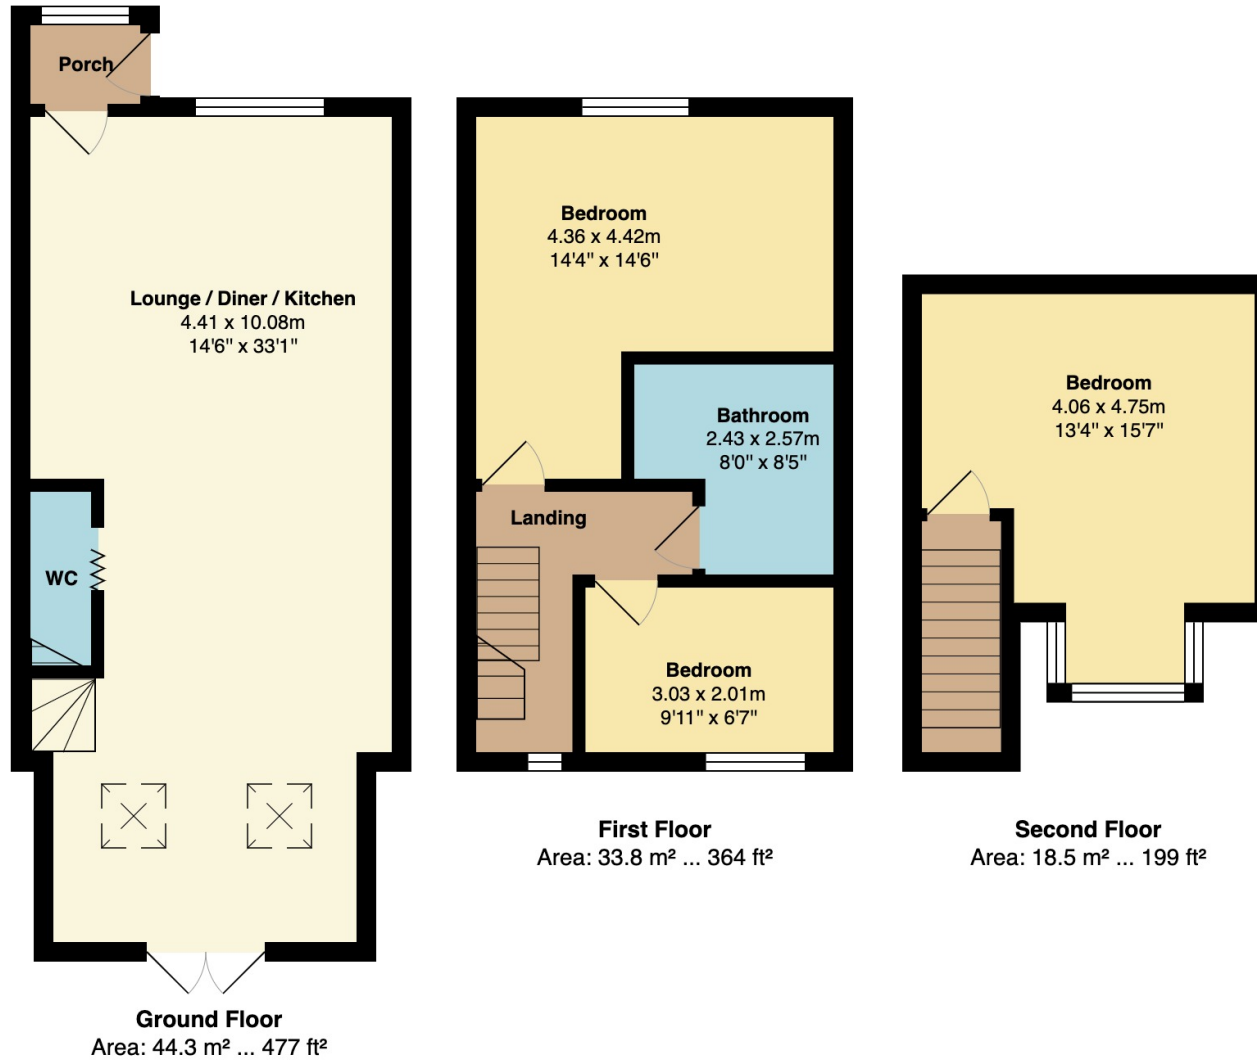 Porch
Lounge / Diner / Kitchen
4.41 x 10.08m
14'6" x 33'1"
WC
Ground Floor
Area: 44.3 m² ... 477 ft²
Bedroom
4.36 x 4.42m
14'4" x 14'6"
Bathroom
2.43 x 2.57m
8'0" x 8'5"
Landing
Bedroom
3.03 x 2.01m
9'11" x 6'7"
First Floor
Area: 33.8 m² ... 364 ft²
Bedroom
4.06 x 4.75m
13'4" x 15'7"
Second Floor
Area: 18.5 m² ... 199 ft²